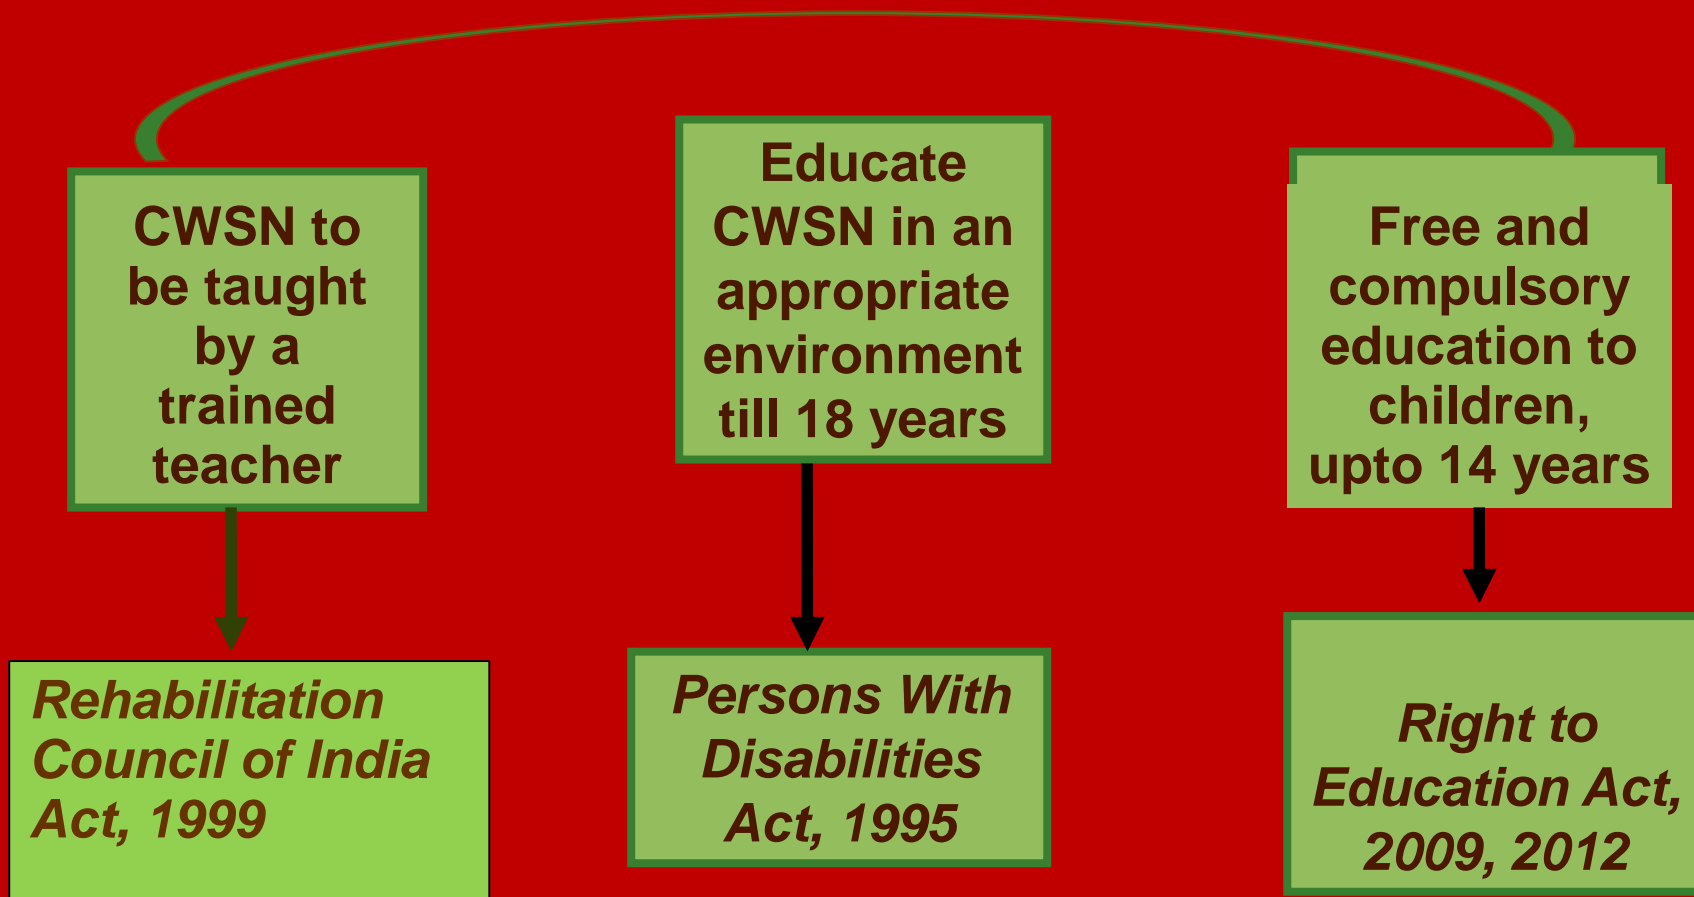 CWSN to
be taught
by a
trained
teacher
Educate
CWSN in an
appropriate
environment
till 18 years
Free and
compulsory
education to
children,
upto 14 years
Rehabilitation
Council of India
Act, 1999
Persons With
Disabilities
Act, 1995
Right to
Education Act,
2009, 2012